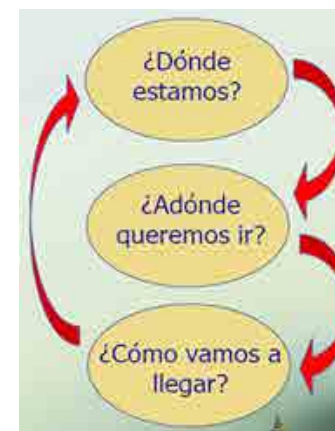 ¿Dónde
estamos?
¿Adónde
queremos ir?
¿Cómo vamos a
llegar?